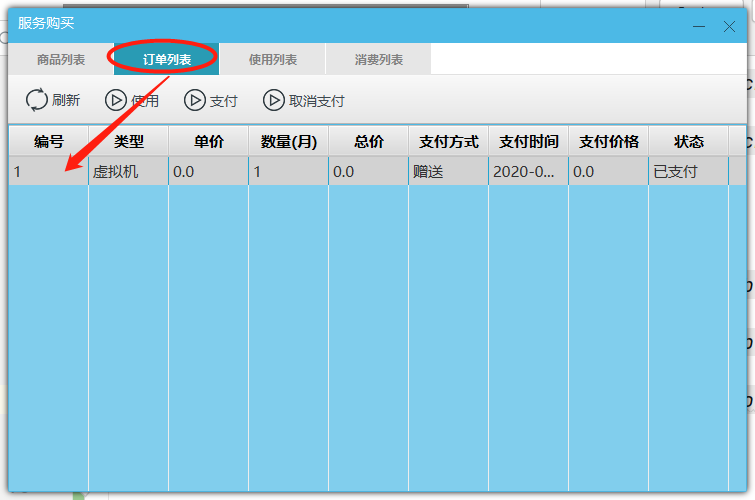 服务购买
商品列表 订单列表 使用列表 消费列表
刷新 使用 支付 取消支付
编号 类型 单价 数量(月) 总价 支付方式 支付时间 支付价格 状态
1 虚拟机 0.0 1 0.0 赠送 2020-0... 0.0 已支付